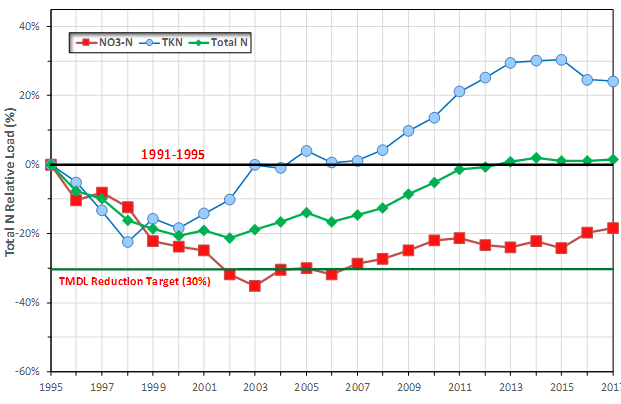 40%
20%
0%
-20%
-40%
-60%
Total N Relative Load (%)
NO3-N TKN Total N
1991-1995
TMDL Reduction Target (30%)
1995 1997 1999 2001 2003 2005 2007 2009 2011 2013 2015 2017